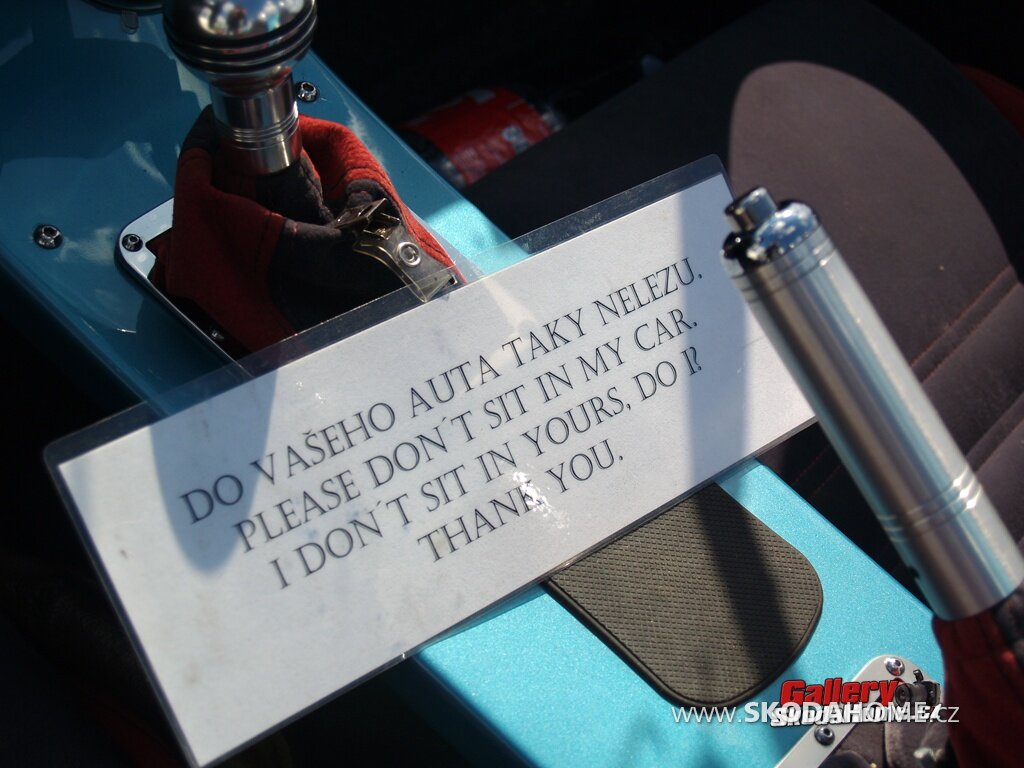 DO VAŠEHO AUTA TAKY NELEZU.
PLEASE DON´T SIT IN MY CAR.
I DON´T SIT IN YOURS, DO I?
THANK YOU.
Gallery
www.SKODAHOME.CZ